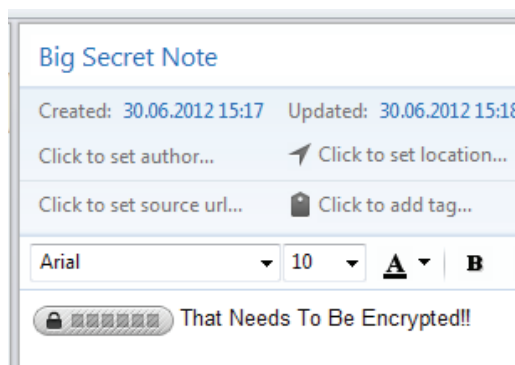 Big Secret Note
Created: 30.06.2012 15:17 Updated: 30.06.2012 15:18
Click to set author... Click to set location...
Click to set source url... Click to add tag...
Arial 10 A B
That Needs To Be Encrypted!!